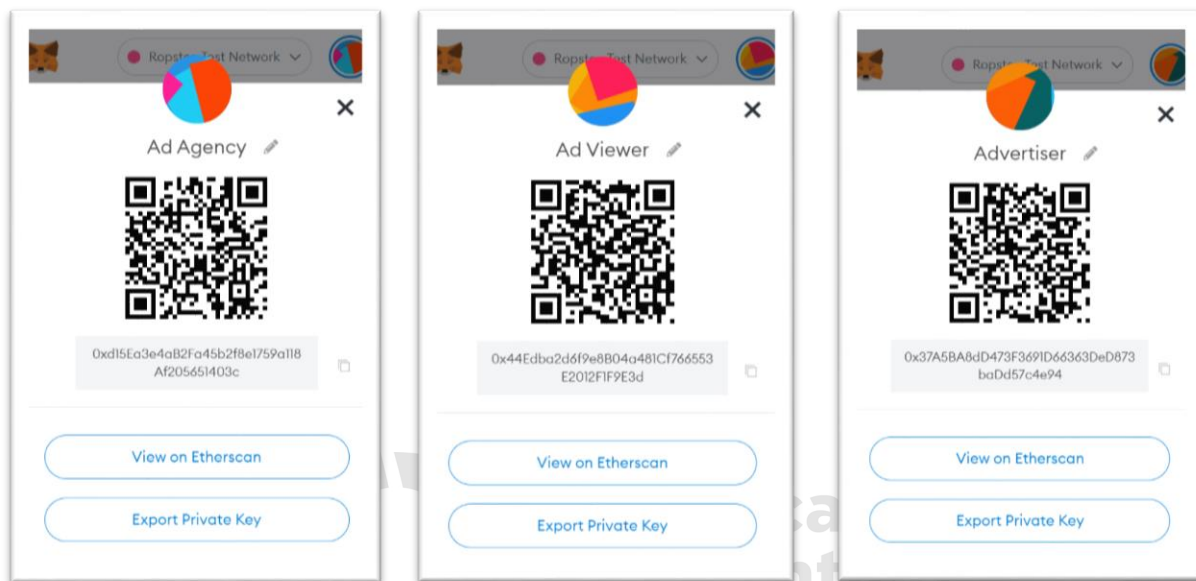 Ropsten Test Network
Ad Agency
0xd15Ea3e4aB2Fa45b2f8e1759a118
Af205651403c
View on Etherscan
Export Private Key
Ropsten Test Network
Ad Viewer
0x44Edba2d6f9e8B04a481Cf766553
E2012F1F9E3d
View on Etherscan
Export Private Key
Ropsten Test Network
Advertiser
0x37A5BA8dD473F3691D66363DeD873
baDd57c4e94
View on Etherscan
Export Private Key